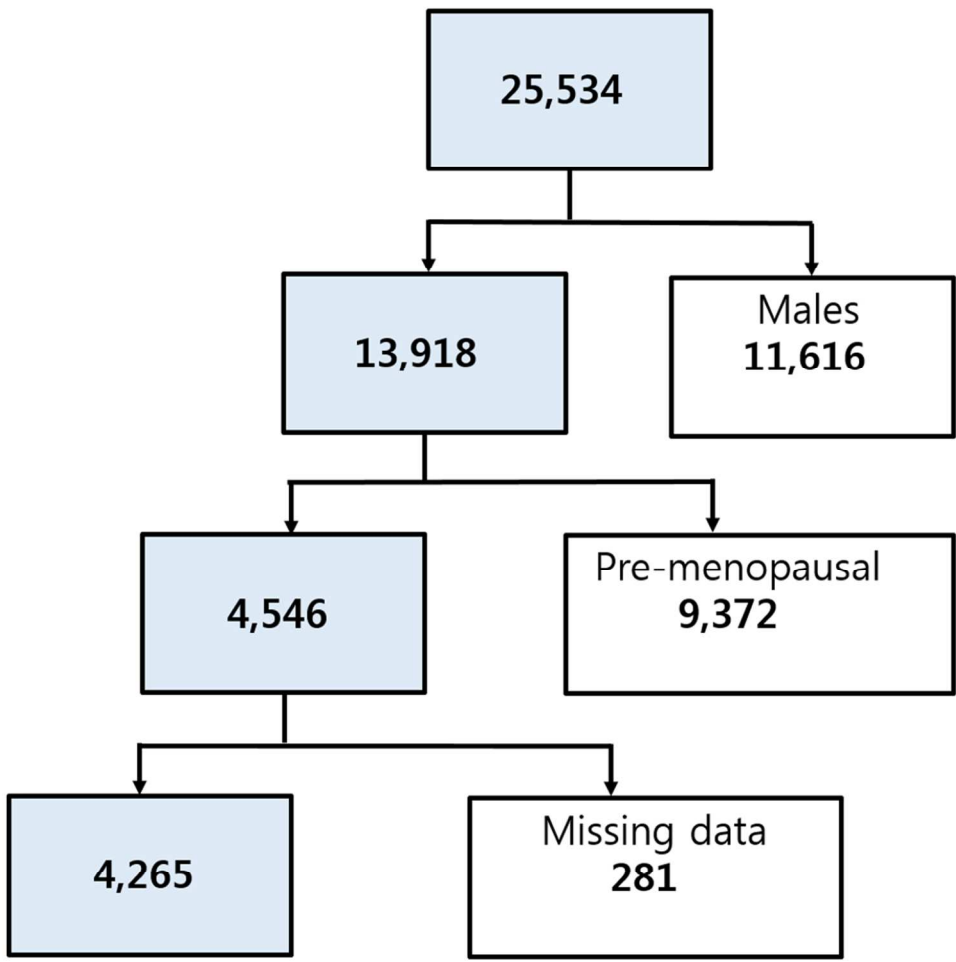 25,534
13,918
Males
11,616
4,546
Pre-menopausal
9,372
4,265
Missing data
281